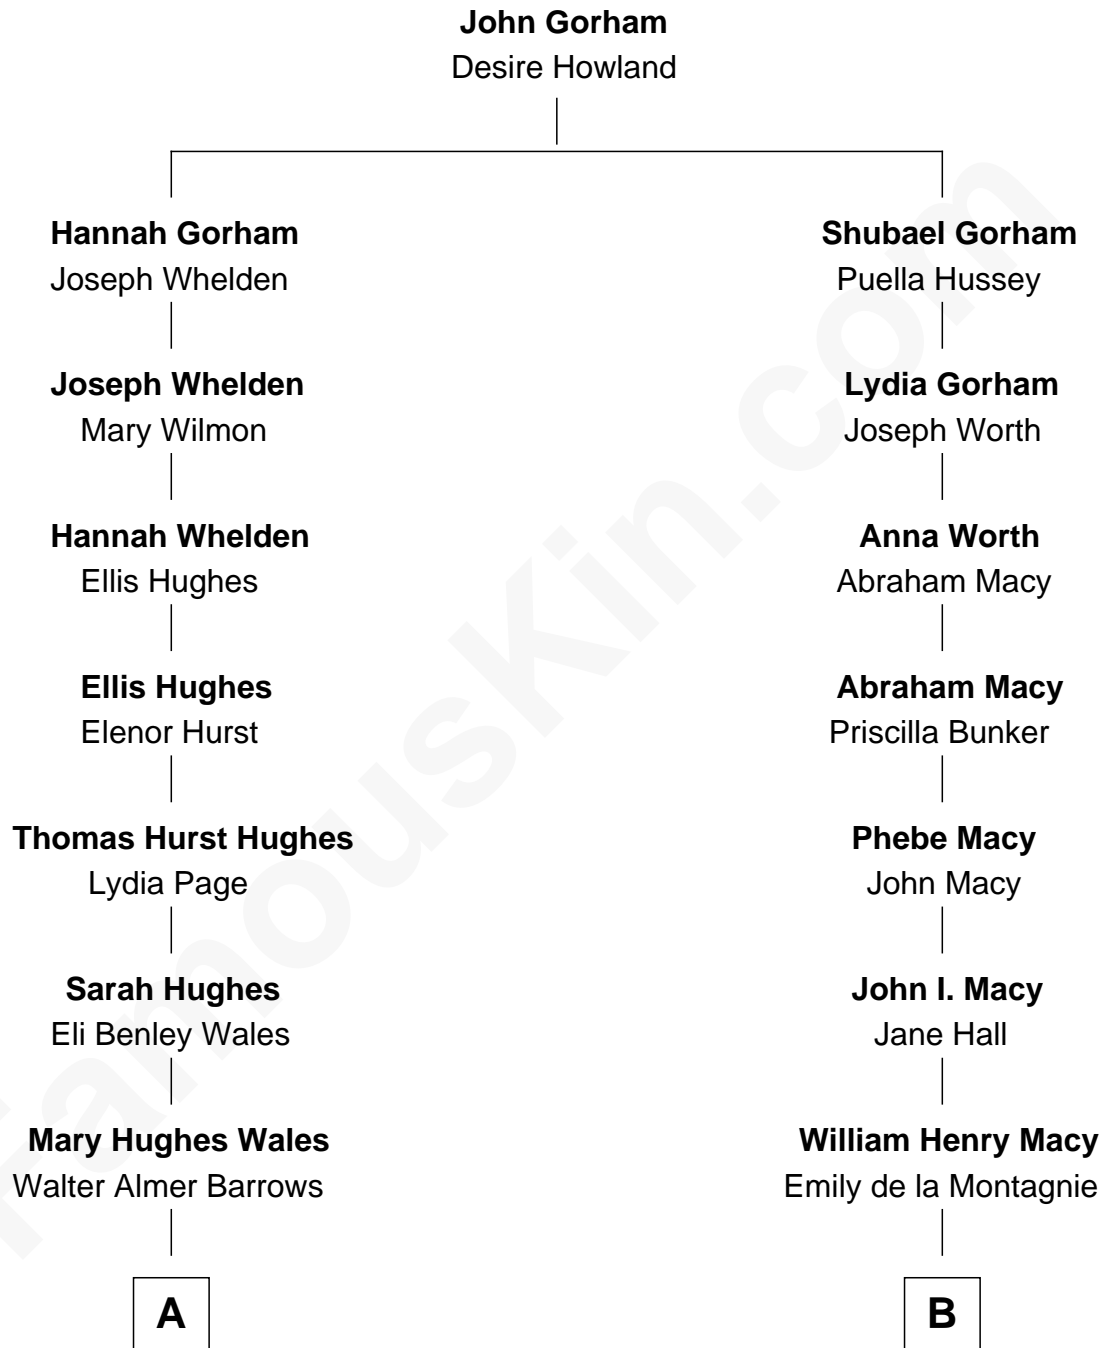 John Gorham
Desire Howland
Hannah Gorham
Joseph Whelden
Joseph Whelden
Mary Wilmon
Hannah Whelden
Ellis Hughes
Ellis Hughes
Elenor Hurst
Thomas Hurst Hughes
Lydia Page
Sarah Hughes
Eli Benley Wales
Mary Hughes Wales
Walter Almer Barrows
A
Shubael Gorham
Puella Hussey
Lydia Gorham
Joseph Worth
Anna Worth
Abraham Macy
Abraham Macy
Priscilla Bunker
Phebe Macy
John Macy
John I. Macy
Jane Hall
William Henry Macy
Emily de la Montagnie
B
FamousKin.com